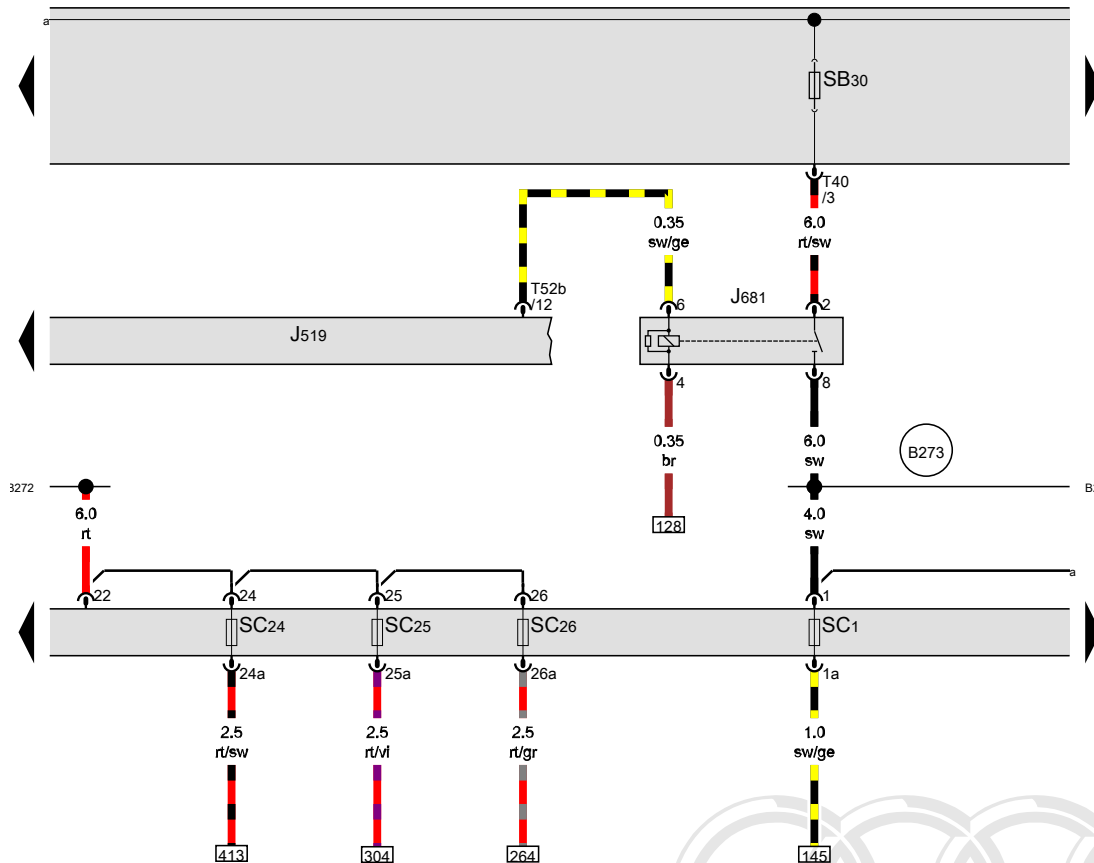 a
SB30
T40
/3
0.35
sw/ge
6.0
rt/sw
T52b
/12
6
J681
2
J519
4
8
0.35
br
6.0
sw
B273
6.0
rt
128
4.0
sw
a
22
24
25
26
1
SC24
SC25
SC26
SC1
24a
25a
26a
1a
2.5
rt/sw
2.5
rt/vi
2.5
rt/gr
1.0
sw/ge
413
304
264
145